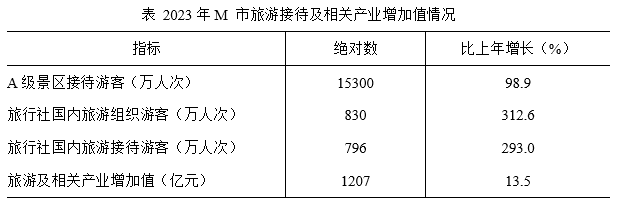 表 2023 年 M 市旅游接待及相关产业增加值情况
指标 绝对数 比上年增长（%）
A 级景区接待游客（万人次） 15300 98.9
旅行社国内旅游组织游客（万人次） 830 312.6
旅行社国内旅游接待游客（万人次） 796 293.0
旅游及相关产业增加值（亿元） 1207 13.5